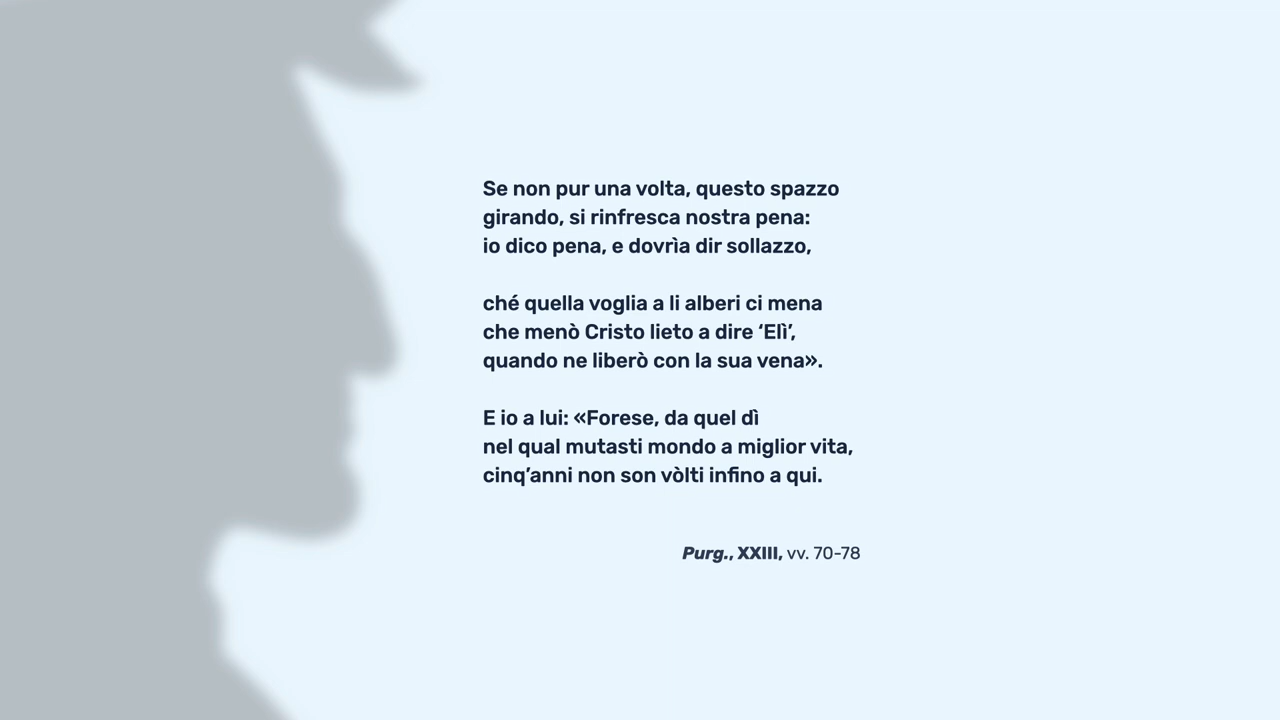 Se non pur una volta, questo spazzo
girando, si rinfresca nostra pena:
io dico pena, e dovrìa dir sollazzo,
ché quella voglia a li alberi ci mena
che menò Cristo lieto a dire ‘Elì’,
quando ne liberò con la sua vena».
E io a lui: «Forese, da quel dì
nel qual mutasti mondo a miglior vita,
cinq’anni non son vòlti infino a qui.
Purg., XXIII, vv. 70-78